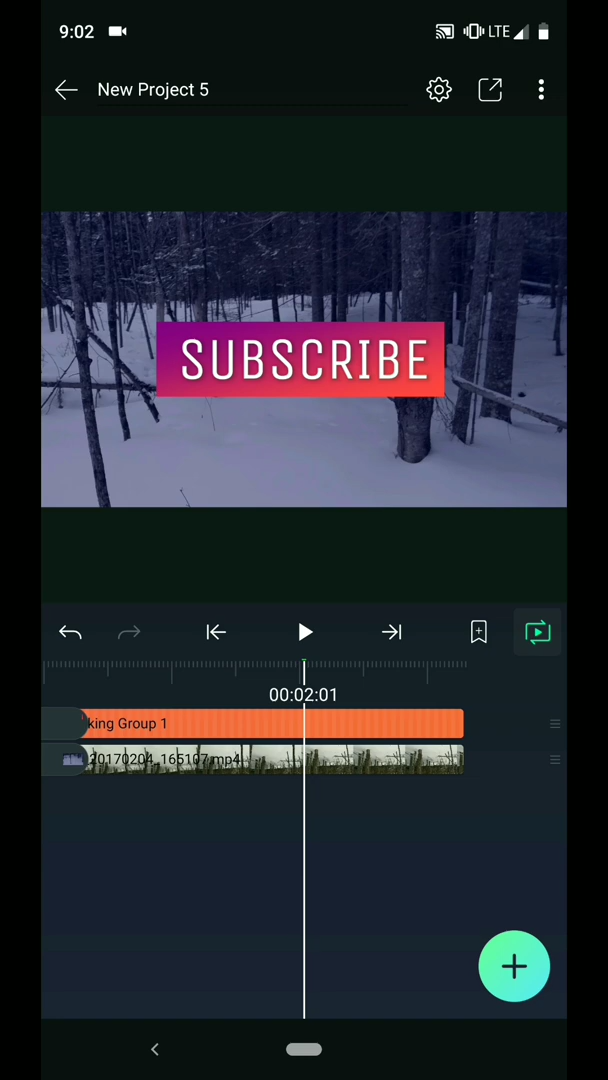 9:02
LTE
New Project 5
SUBSCRIBE
00:02:01
king Group 1
20170204_165107.mp4